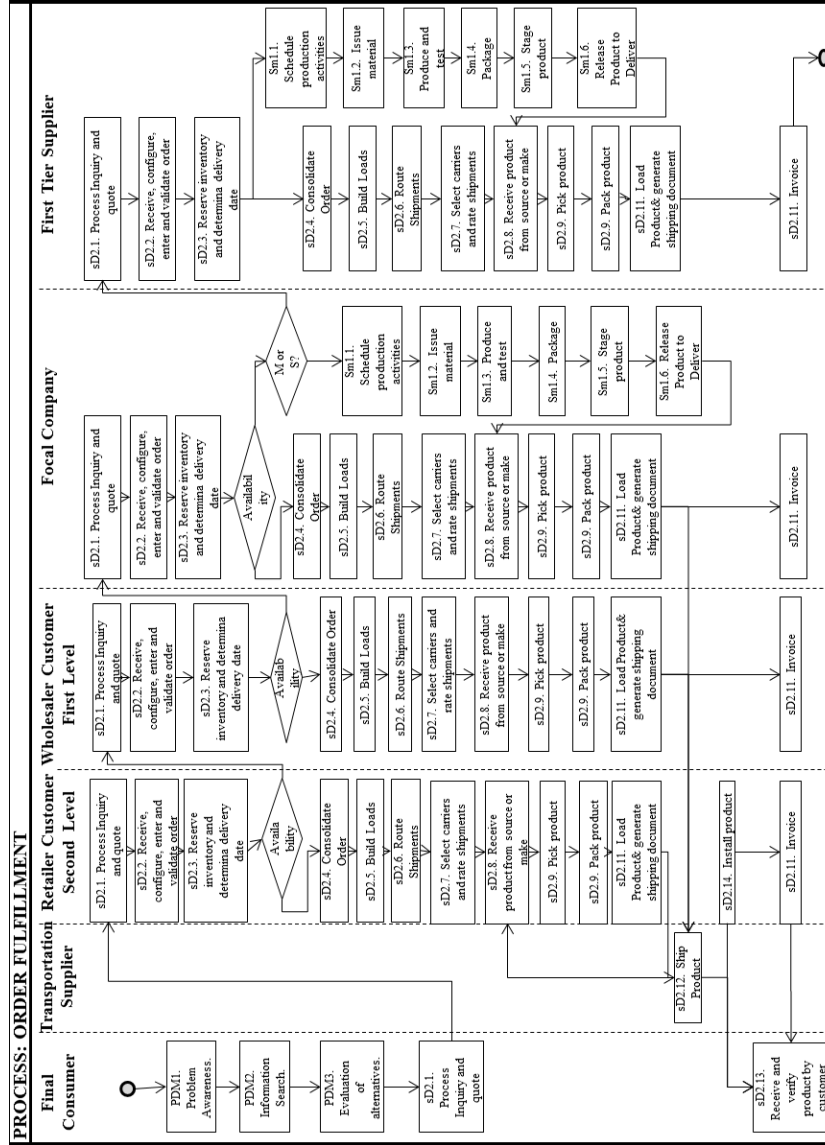 PROCESS: ORDER FULFILLMENT
Final
Consumer
PDM1.
Problem
Awareness.
PDM2.
Information
Search.
PDM3.
Evaluation
of
alternatives.
sD2.1.
Process
Inquiry and
quote
sD2.13.
Receive and
verify
product by
customer
Transportation
Supplier
sD2.12. Ship
Product
Retailer Customer
Second Level
sD2.1. Process Inquiry
and quote
sD2.2. Receive,
configure, enter and
validate order
sD2.3. Reserve
inventory and
determina delivery
date
Availa
bility
sD2.4. Consolidate
Order
sD2.5. Build Loads
sD2.6. Route
Shipments
sD2.7. Select carriers
and rate shipments
sD2.8. Receive
product from source or
make
sD2.9. Pick product
sD2.9. Pack product
sD2.11. Load
Product& generate
shipping document
sD2.14. Install product
sD2.11. Invoice
Wholesaler Customer
First Level
sD2.1. Process Inquiry
and quote
sD2.2. Receive,
configure, enter and
validate order
sD2.3. Reserve
inventory and determina
delivery date
Availab
ility
sD2.4. Consolidate Order
sD2.5. Build Loads
sD2.6. Route Shipments
sD2.7. Select carriers and
rate shipments
sD2.8. Receive product
from source or make
sD2.9. Pick product
sD2.9. Pack product
sD2.11. Load Product&
generate shipping
document
sD2.11. Invoice
Focal Company
sD2.1. Process Inquiry and
quote
sD2.2. Receive, configure,
enter and validate order
sD2.3. Reserve inventory
and determina delivery
date
Availabil
ity
M or
S?
sD2.4. Consolidate
Order
sD2.5. Build Loads
sD2.6. Route
Shipments
sD2.7. Select carriers
and rate shipments
sD2.8. Receive product
from source or make
sD2.9. Pick product
sD2.9. Pack product
sD2.11. Load
Product& generate
shipping document
sD2.11. Invoice
Sm1.1.
Schedule
production
activities
Sm1.2. Issue
material
Sm1.3. Produce
and test
Sm1.4. Package
Sm1.5. Stage
product
Sm1.6. Release
Product to
Deliver
First Tier Supplier
sD2.1. Process Inquiry and
quote
sD2.2. Receive, configure,
enter and validate order
sD2.3. Reserve inventory
and determina delivery
date
sD2.4. Consolidate
Order
sD2.5. Build Loads
sD2.6. Route
Shipments
sD2.7. Select carriers
and rate shipments
sD2.8. Receive product
from source or make
sD2.9. Pick product
sD2.9. Pack product
sD2.11. Load
Product& generate
shipping document
sD2.11. Invoice
Sm1.1.
Schedule
production
activities
Sm1.2. Issue
material
Sm1.3.
Produce and
test
Sm1.4.
Package
Sm1.5. Stage
product
Sm1.6.
Release
Product to
Deliver